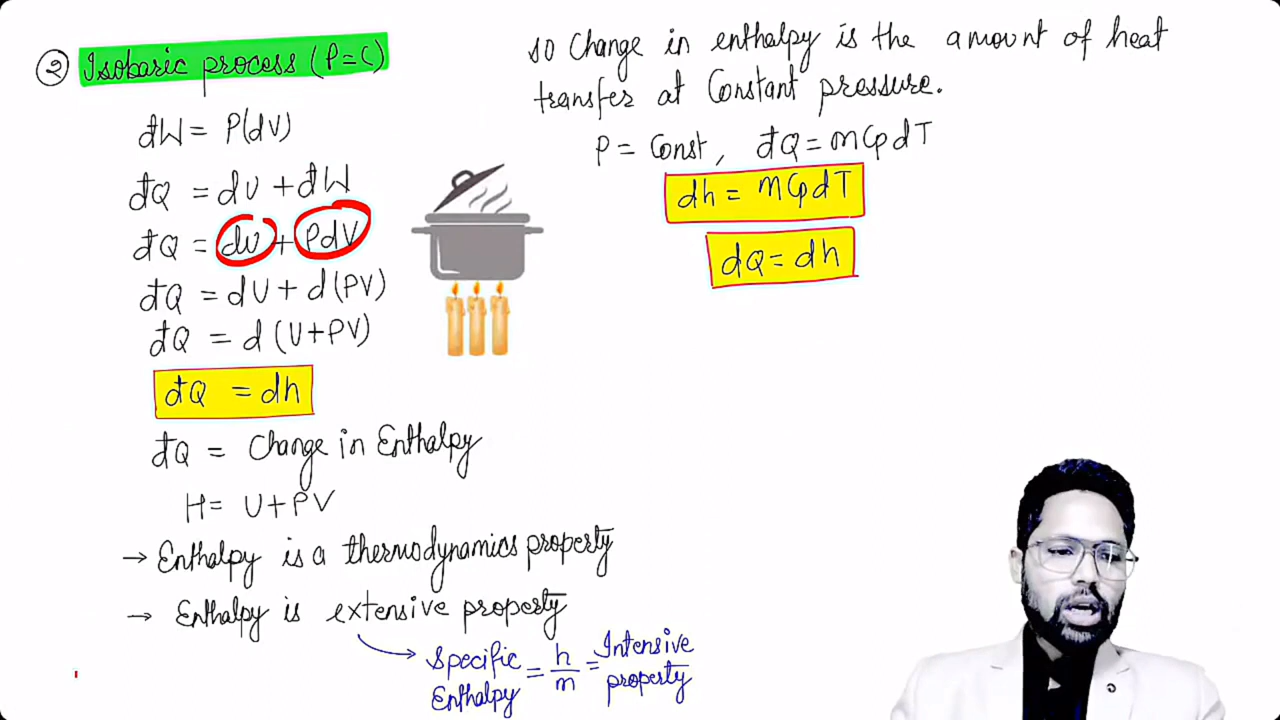 ② Isobaric process (P=C)
đW = P(dV)
đQ = dU + đW
đQ = dU + PdV
đQ = dU + d(PV)
đQ = d (U+PV)
đQ = dh
đQ = Change in Enthalpy
H = U+PV
→ Enthalpy is a thermodynamics property
→ Enthalpy is extensive property
Specific Enthalpy = h/m = Intensive property
so Change in enthalpy is the amount of heat
transfer at Constant pressure.
P = Const, đQ = mCpdT
dh = mCpdT
dQ = dh